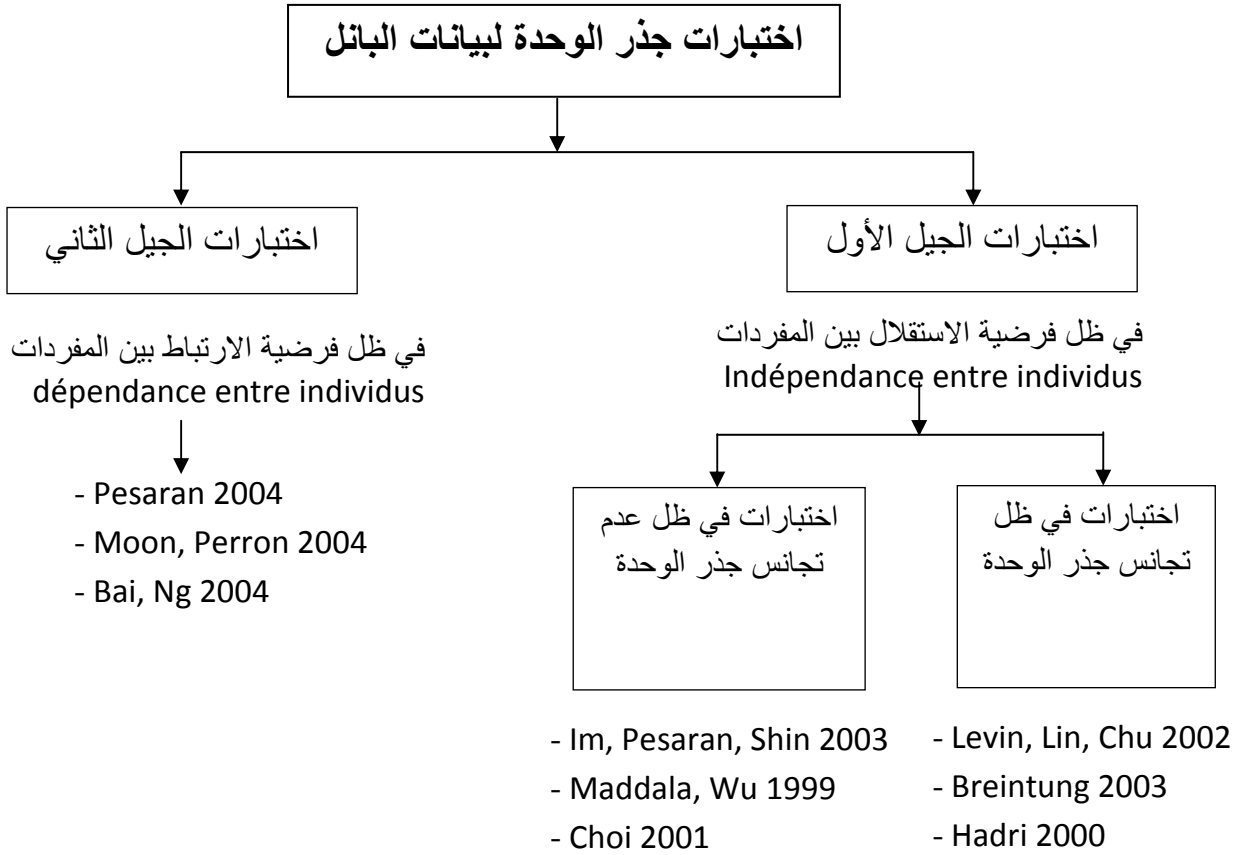 اختبارات جذر الوحدة لبيانات البانل
اختبارات الجيل الأول
اختبارات الجيل الثاني
في ظل فرضية الاستقلال بين المفردات
Indépendance entre individus
في ظل فرضية الارتباط بين المفردات
dépendance entre individus
- Pesaran 2004
- Moon, Perron 2004
- Bai, Ng 2004
اختبارات في ظل
تجانس جذر الوحدة
اختبارات في ظل عدم
تجانس جذر الوحدة
- Levin, Lin, Chu 2002
- Breintung 2003
- Hadri 2000
- Im, Pesaran, Shin 2003
- Maddala, Wu 1999
- Choi 2001